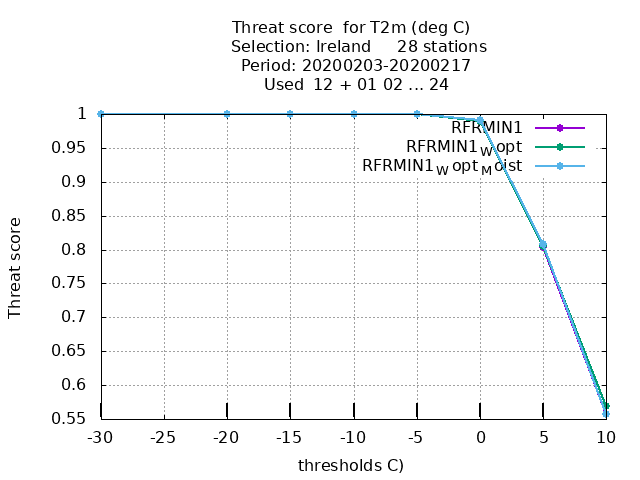 Threat score  for T2m (deg C)
Selection: Ireland     28 stations
Period: 20200203-20200217
Used  12 + 01 02 ... 24
Threat score
1
0.95
0.9
0.85
0.8
0.75
0.7
0.65
0.6
0.55
RFRMIN1
RFRMIN1Wopt
RFRMIN1WoptMoist
-30 -25 -20 -15 -10 -5 0 5 10
thresholds C)